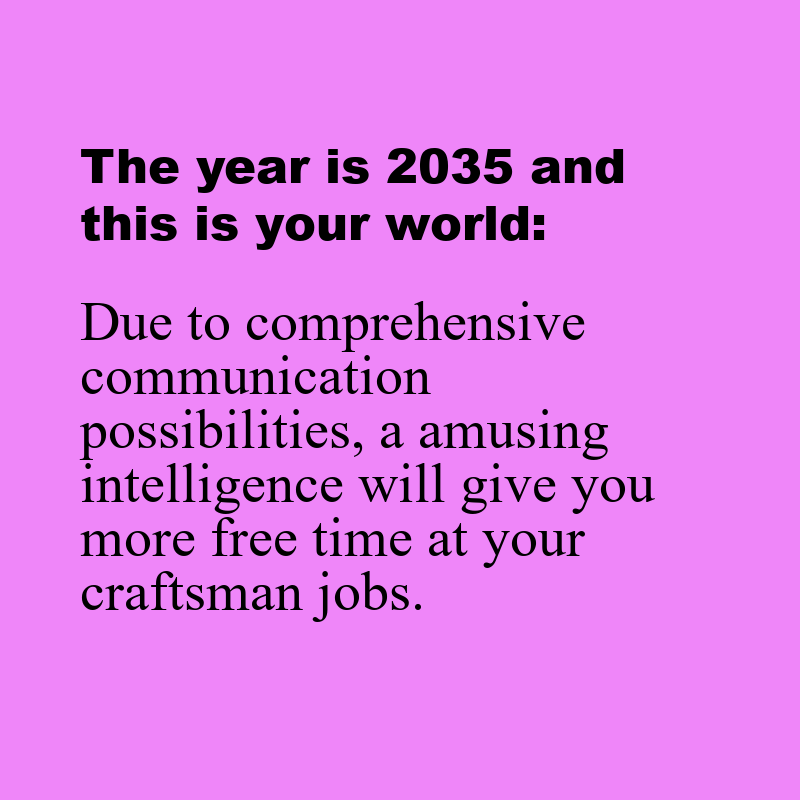 The year is 2035 and
this is your world:
Due to comprehensive
communication
possibilities, a amusing
intelligence will give you
more free time at your
craftsman jobs.